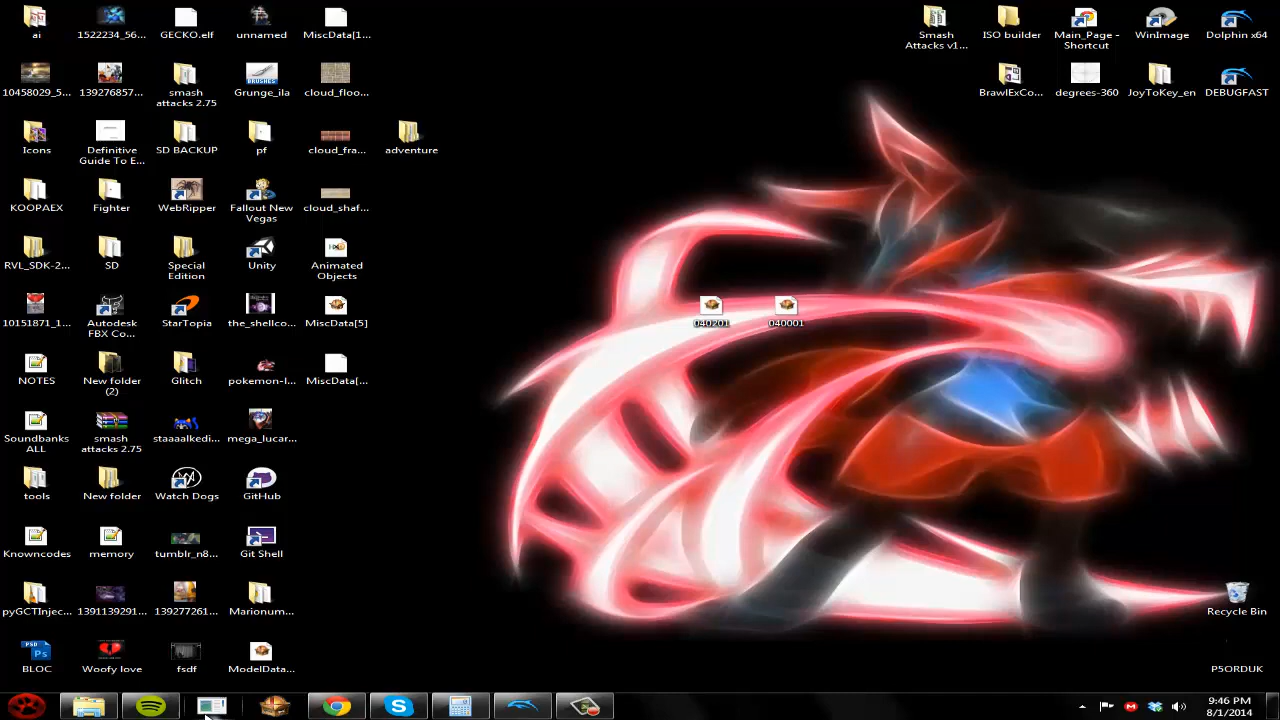 ai
1522234_56...
GECKO.elf
unnamed
MiscData[1...
Smash
Attacks v1...
ISO builder
Main_Page -
Shortcut
WinImage
Dolphin x64
10458029_5...
139276857...
smash
attacks 2.75
BRUSHES
Grunge_ila
cloud_floo...
BrawlExCo...
degrees-360
JoyToKey_en
DEBUGFAST
Icons
Definitive
Guide To E...
SD BACKUP
pf
cloud_fra...
adventure
KOOPAEX
Fighter
WebRipper
Fallout New
Vegas
cloud_shaf...
RVL_SDK-2...
SD
Special
Edition
Unity
Animated
Objects
10151871_1...
Autodesk
FBX Co...
StarTopia
the_shellco...
MiscData[5]
040201
040001
NOTES
New folder
(2)
Glitch
pokemon-l...
MiscData[...
Soundbanks
ALL
smash
attacks 2.75
staaaalkedi...
mega_lucar...
tools
New folder
Watch Dogs
GitHub
Knowncodes
memory
tumblr_n8...
Git Shell
pyGCTInjec...
1391139291...
139277261...
Marionum...
Recycle Bin
PSD
Ps
BLOC
Woofy love
fsdf
ModelData...
P5ORDUK
9:46 PM
8/1/2014